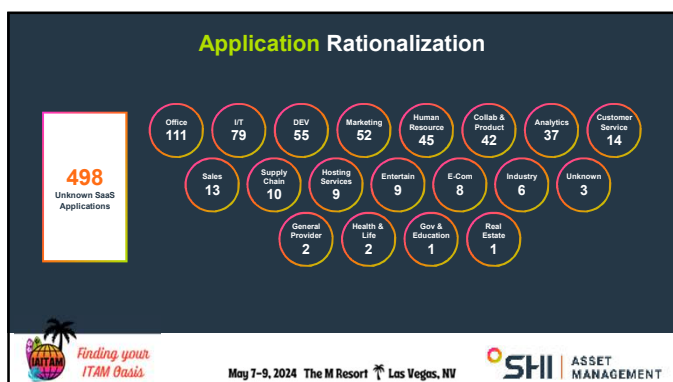 Application Rationalization
498
Unknown SaaS
Applications
Office
111
I/T
79
DEV
55
Marketing
52
Human
Resource
45
Collab &
Product
42
Analytics
37
Customer
Service
14
Sales
13
Supply
Chain
10
Hosting
Services
9
Entertain
9
E-Com
8
Industry
6
Unknown
3
General
Provider
2
Health &
Life
2
Gov &
Education
1
Real
Estate
1
IAITAM
Finding your
ITAM Oasis
May 7–9, 2024 The M Resort Las Vegas, NV
SHI
ASSET
MANAGEMENT